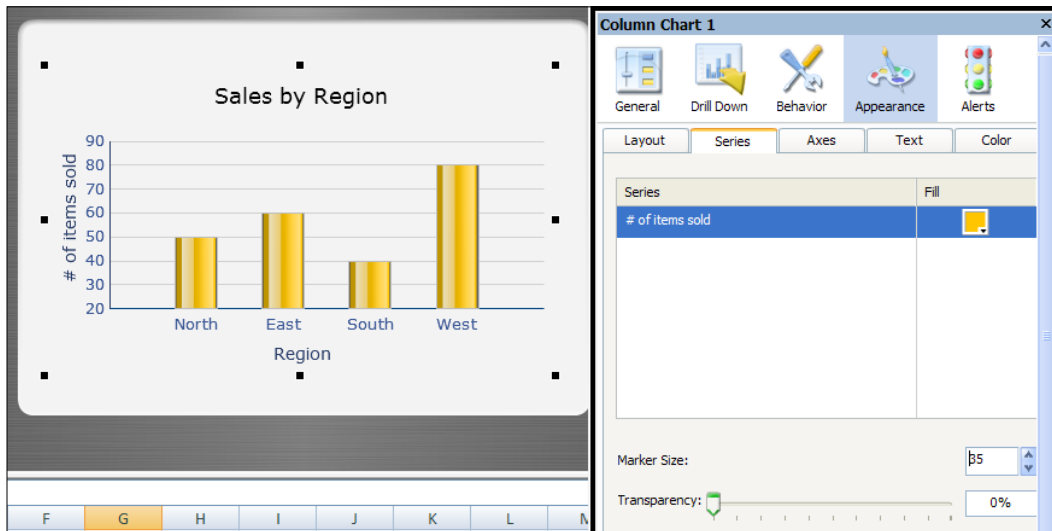 Sales by Region
# of items sold
90
80
70
60
50
40
30
20
North East South West
Region
F G H I J K L
Column Chart 1
General Drill Down Behavior Appearance Alerts
Layout Series Axes Text Color
Series Fill
# of items sold
Marker Size: 35
Transparency: 0%